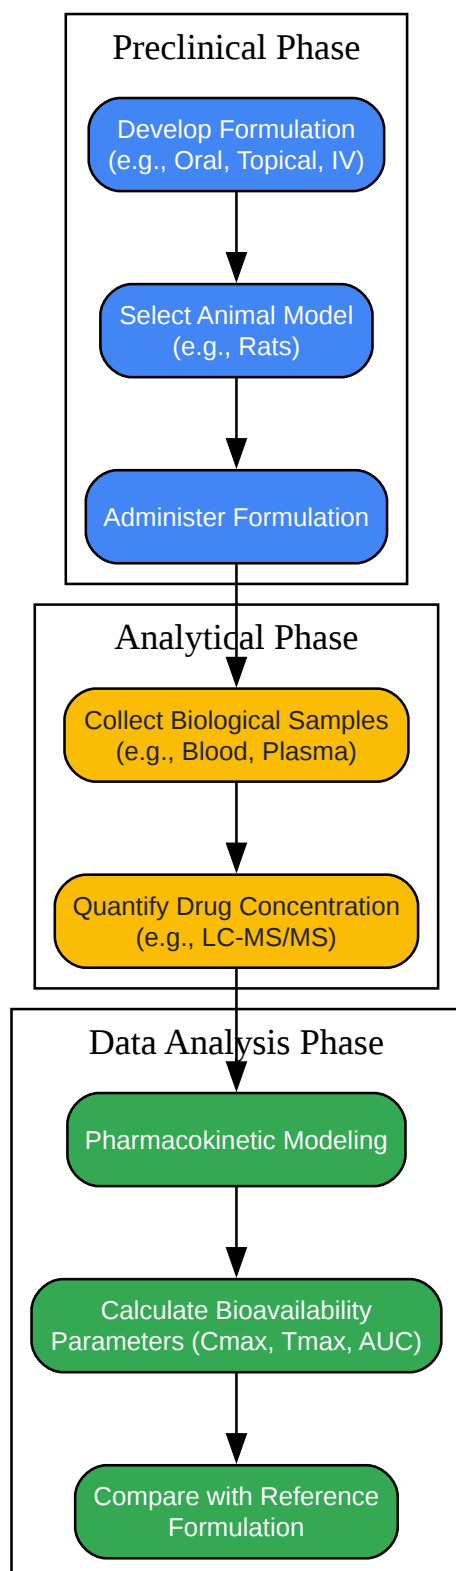 Preclinical Phase
Develop Formulation
(e.g., Oral, Topical, IV)
Select Animal Model
(e.g., Rats)
Administer Formulation
Analytical Phase
Collect Biological Samples
(e.g., Blood, Plasma)
Quantify Drug Concentration
(e.g., LC-MS/MS)
Data Analysis Phase
Pharmacokinetic Modeling
Calculate Bioavailability
Parameters (Cmax, Tmax, AUC)
Compare with Reference
Formulation